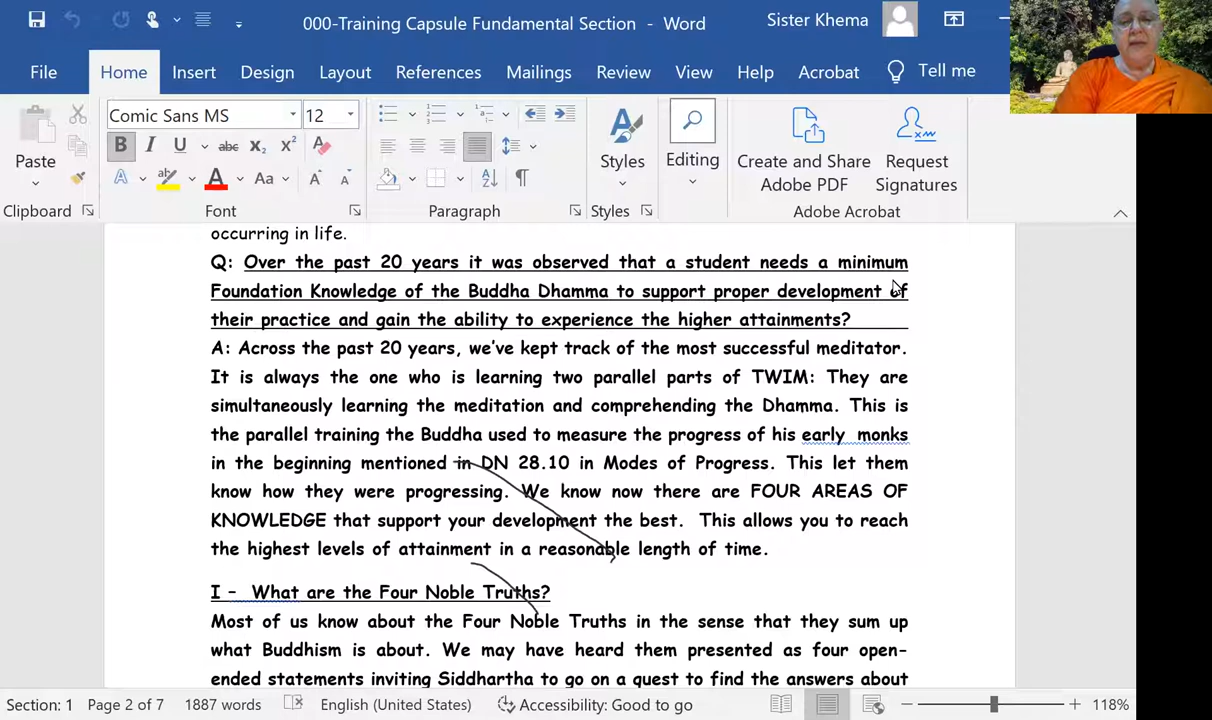 000-Training Capsule Fundamental Section - Word
Sister Khema
File Home Insert Design Layout References Mailings Review View Help Acrobat Tell me
Comic Sans MS 12
Paste
B I U abc x₂ x²
A A Aa A A
Styles
Editing
Create and Share Adobe PDF
Request Signatures
Clipboard Font Paragraph Styles Adobe Acrobat
occurring in life.
Q: Over the past 20 years it was observed that a student needs a minimum
Foundation Knowledge of the Buddha Dhamma to support proper development of
their practice and gain the ability to experience the higher attainments?
A: Across the past 20 years, we've kept track of the most successful meditator.
It is always the one who is learning two parallel parts of TWIM: They are
simultaneously learning the meditation and comprehending the Dhamma. This is
the parallel training the Buddha used to measure the progress of his early monks
in the beginning mentioned in DN 28.10 in Modes of Progress. This let them
know how they were progressing. We know now there are FOUR AREAS OF
KNOWLEDGE that support your development the best. This allows you to reach
the highest levels of attainment in a reasonable length of time.
I - What are the Four Noble Truths?
Most of us know about the Four Noble Truths in the sense that they sum up
what Buddhism is about. We may have heard them presented as four open-
ended statements inviting Siddhartha to go on a quest to find the answers about
Section: 1 Page 2 of 7 1887 words English (United States) Accessibility: Good to go 118%